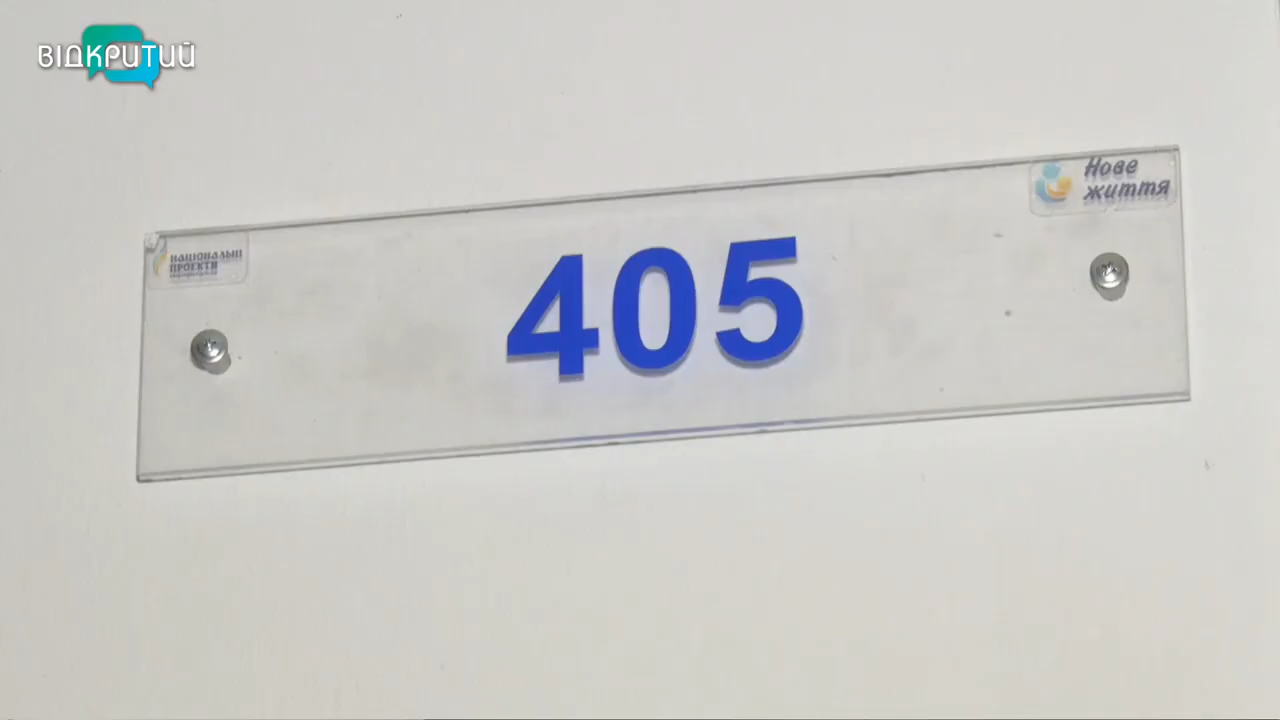 ВІДКРИТИЙ
Нове
життя
НАЦІОНАЛЬНІ
ПРОЕКТИ
405